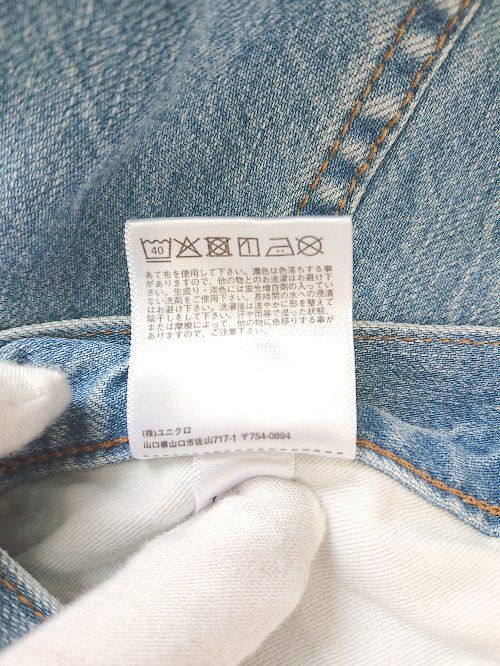 40
あて布を使用して下さい。濃色は色落ちする事
がありますので、他の物とのお洗濯はお避け下
さい。生成り・淡色には蛍光増白剤の入ってい
ない洗剤をご使用下さい。長時間の水への浸漬
はお避け下さい。洗濯後は速やかに形を整えて
陰干しをして下さい。汗や雨等で湿った状態、
または摩擦によって、他の物に色移りする事が
ありますので、ご注意下さい。
(株)ユニクロ
山口県山口市佐山717-1 〒754-0894